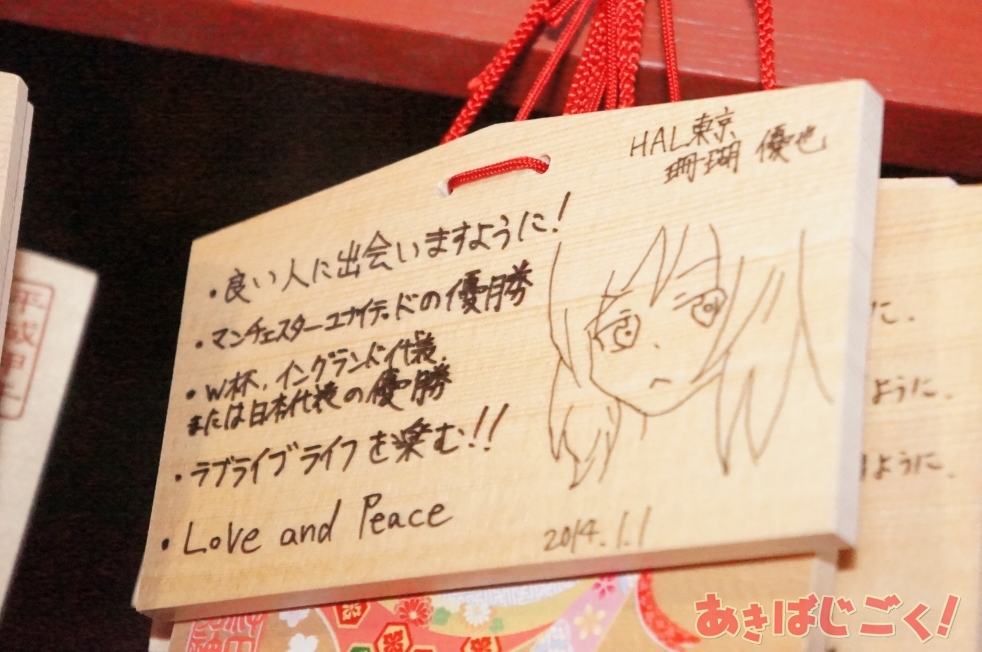 HAL東京
珊瑚 優也
・良い人に出会いますように!
・マンチェスターユナイテッドの優勝
・W杯、イングランド代表、
または日本代表の優勝
・ラブライブライフを楽む!!
・Love and Peace
2014.1.1
に.
ように.
ように.
あきばじごく!